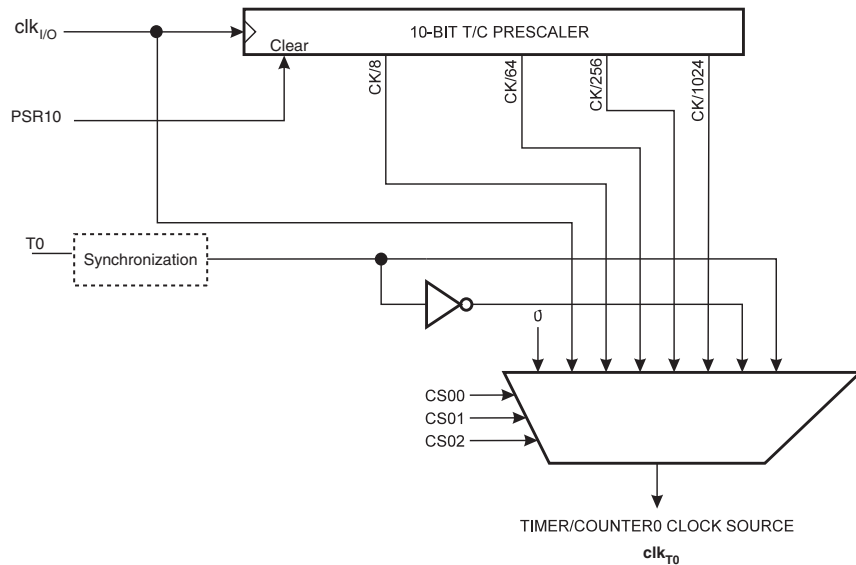 clkI/O
10-BIT T/C PRESCALER
Clear
CK/8
CK/64
CK/256
CK/1024
PSR10
T0
Synchronization
0
CS00
CS01
CS02
TIMER/COUNTER0 CLOCK SOURCE
clkT0